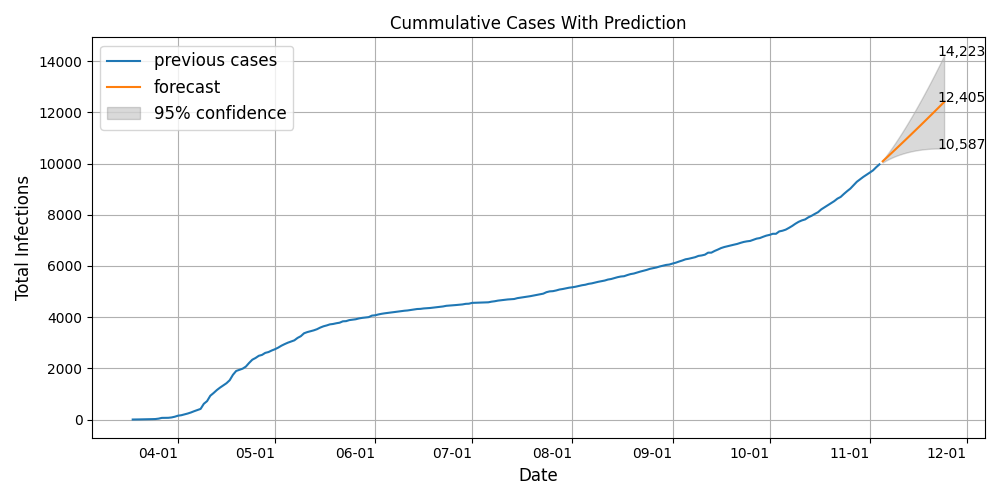 Cummulative Cases With Prediction
previous cases
forecast
95% confidence
14,223
12,405
10,587
14000
12000
10000
8000
6000
4000
2000
0
Total Infections
04-01 05-01 06-01 07-01 08-01 09-01 10-01 11-01 12-01
Date